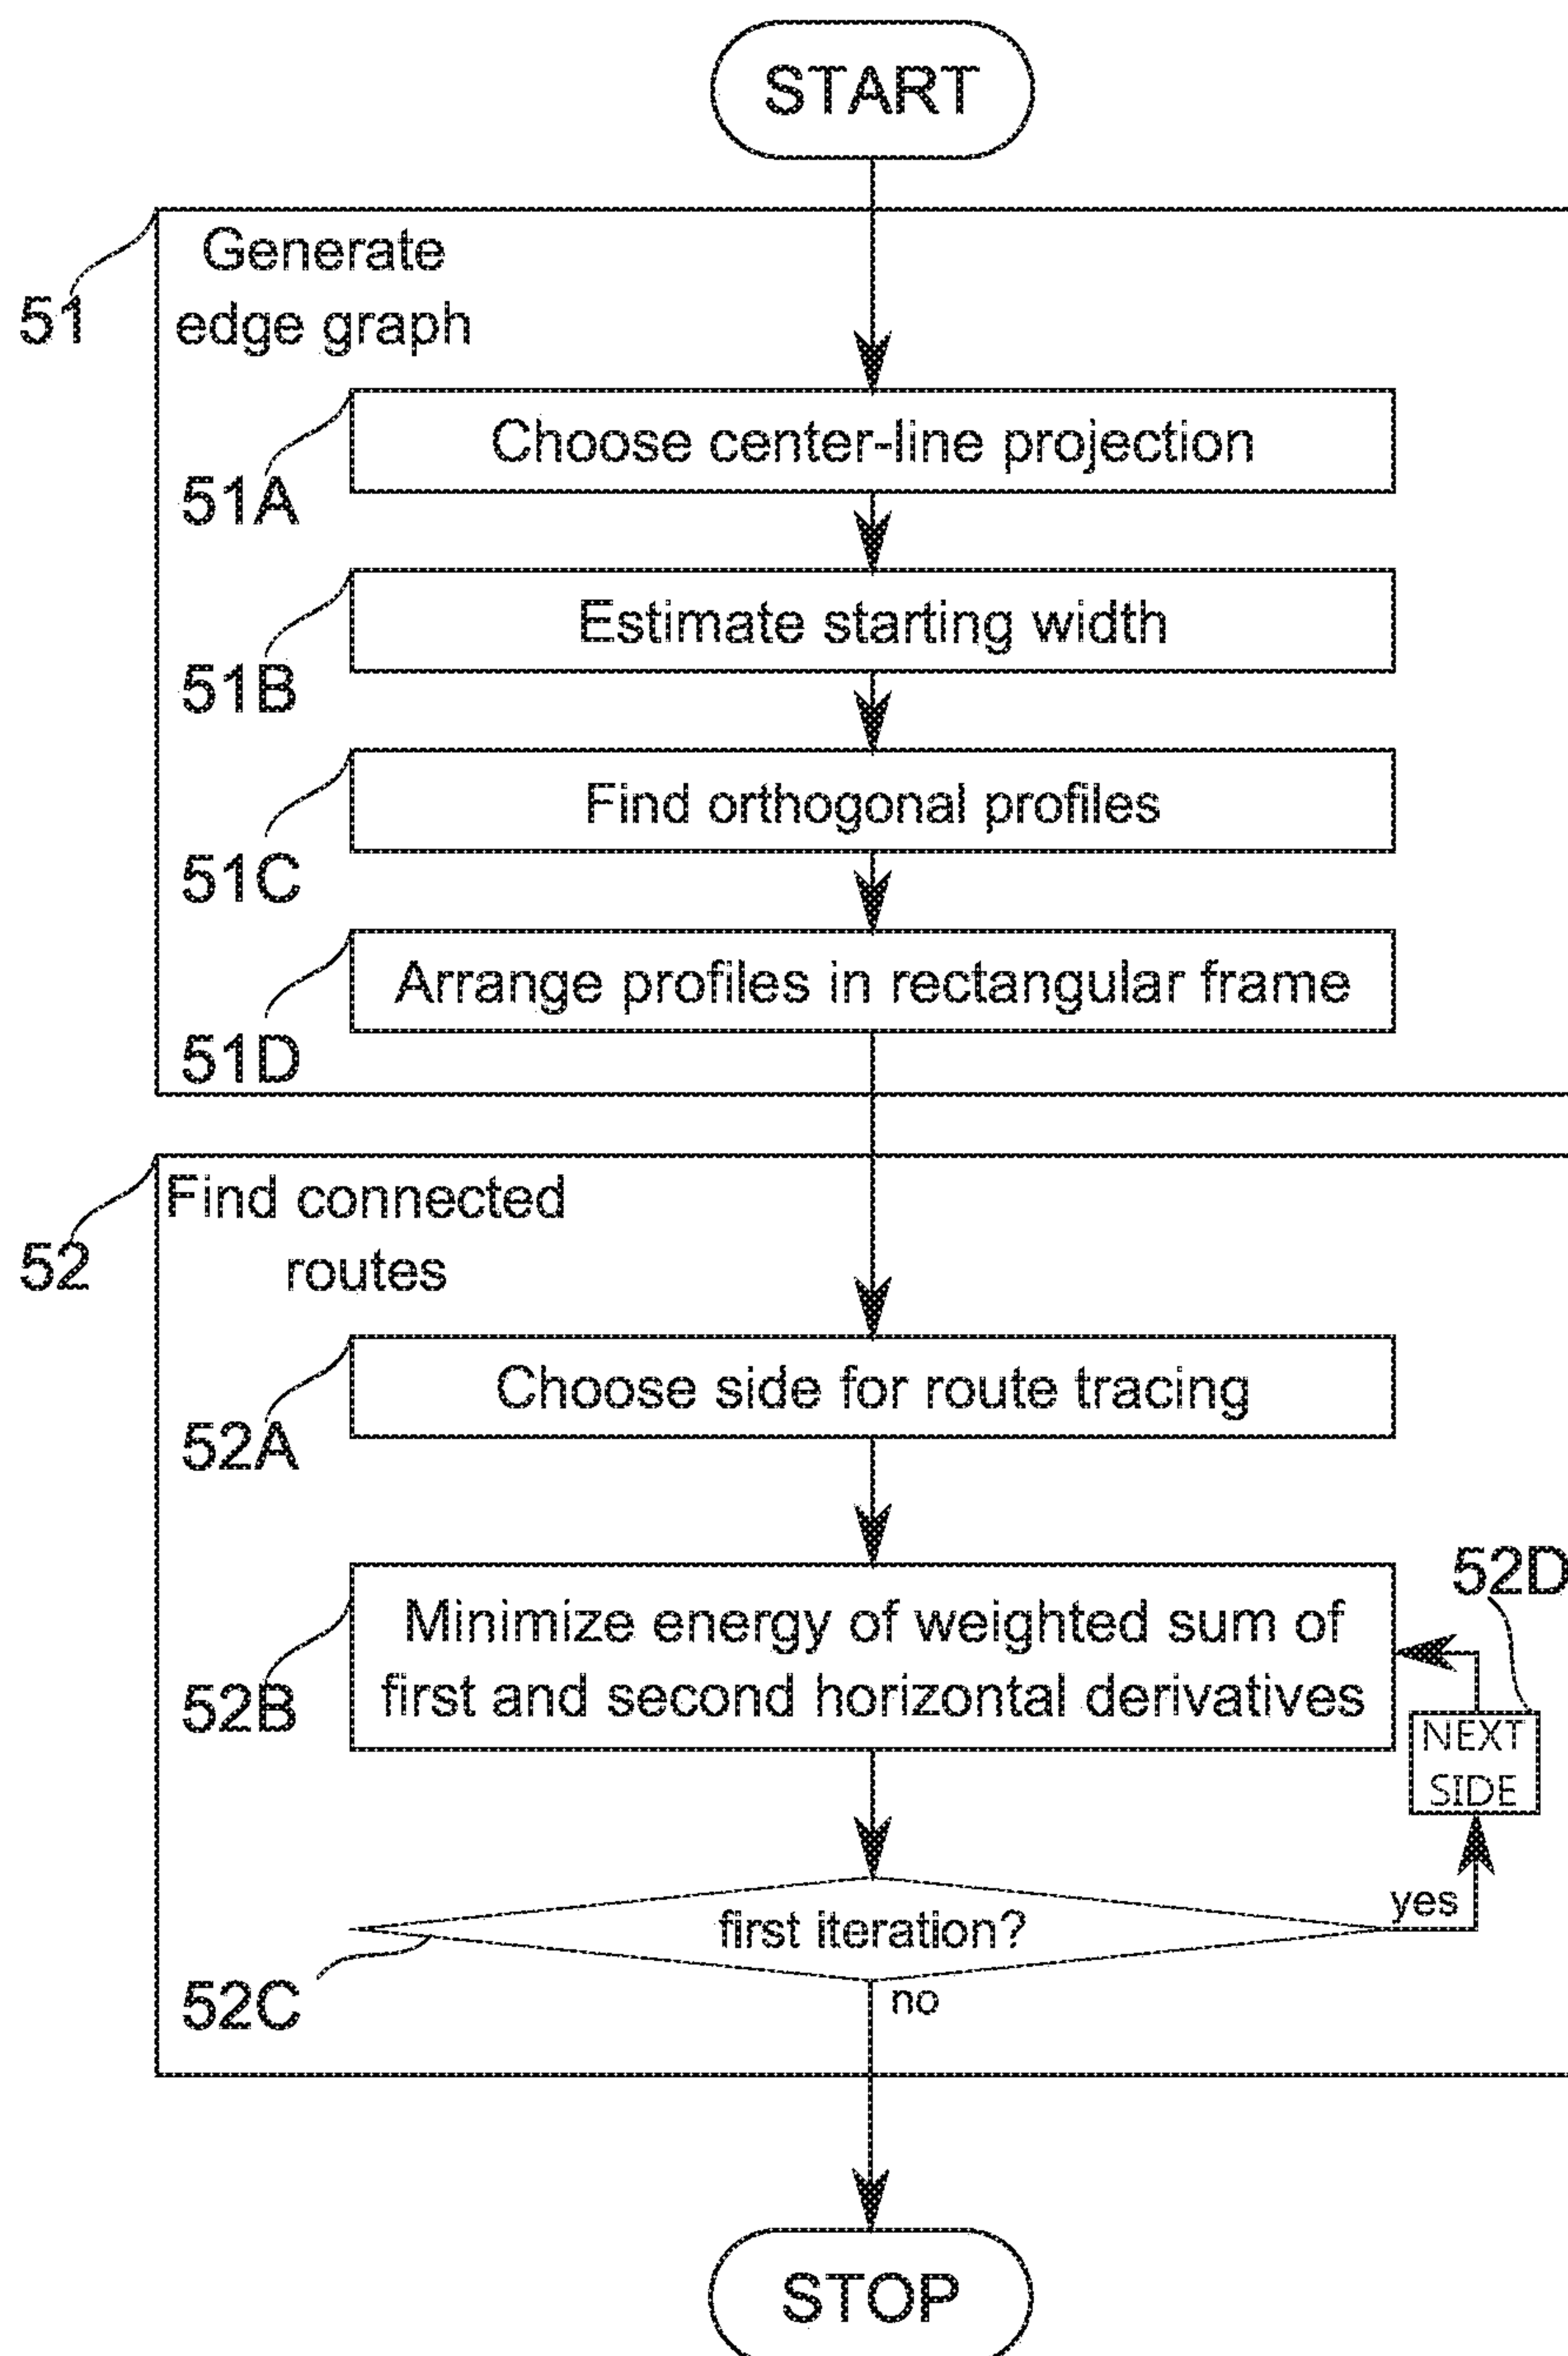 START
Generate
edge graph
51
Choose center-line projection
51A
Estimate starting width
51B
Find orthogonal profiles
51C
Arrange profiles in rectangular frame
51D
Find connected
routes
52
Choose side for route tracing
52A
52D
Minimize energy of weighted sum of
first and second horizontal derivatives
52B
NEXT
SIDE
first iteration?
yes
no
52C
STOP